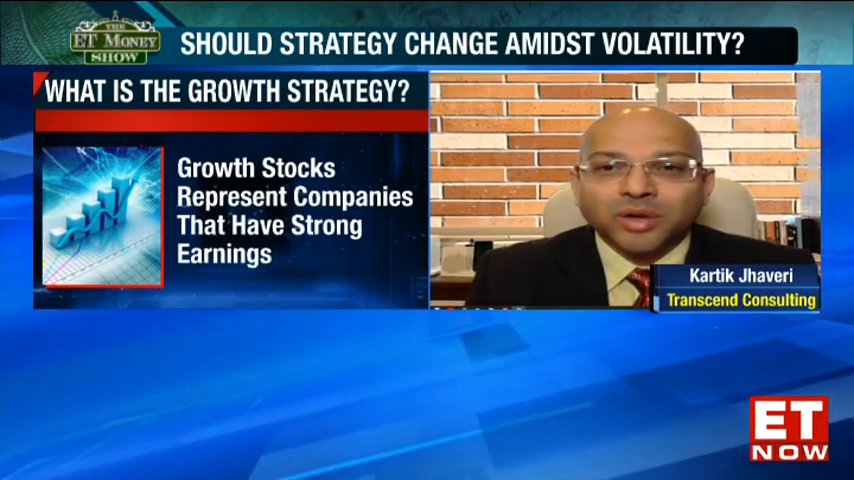 THE
ET MONEY
SHOW
SHOULD STRATEGY CHANGE AMIDST VOLATILITY?
WHAT IS THE GROWTH STRATEGY?
Growth Stocks
Represent Companies
That Have Strong
Earnings
Kartik Jhaveri
Transcend Consulting
ET
NOW